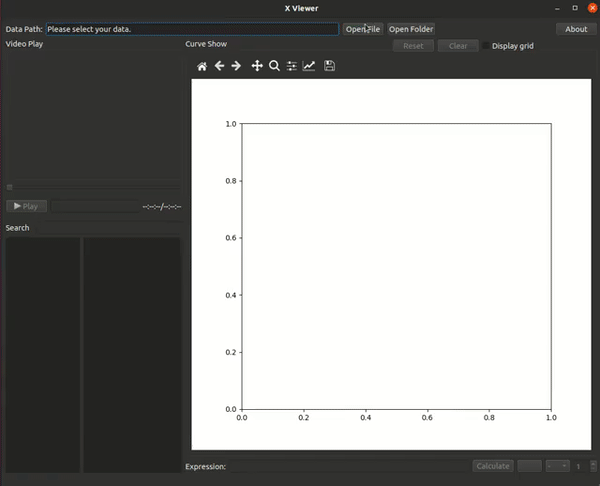 X Viewer
Data Path: Please select your data. Open File Open Folder About
Video Play Curve Show Reset Clear Display grid
1.0
0.8
0.6
0.4
0.2
0.0
0.0 0.2 0.4 0.6 0.8 1.0
Play --:--:--/--:--:--
Search
Expression: Calculate - 1